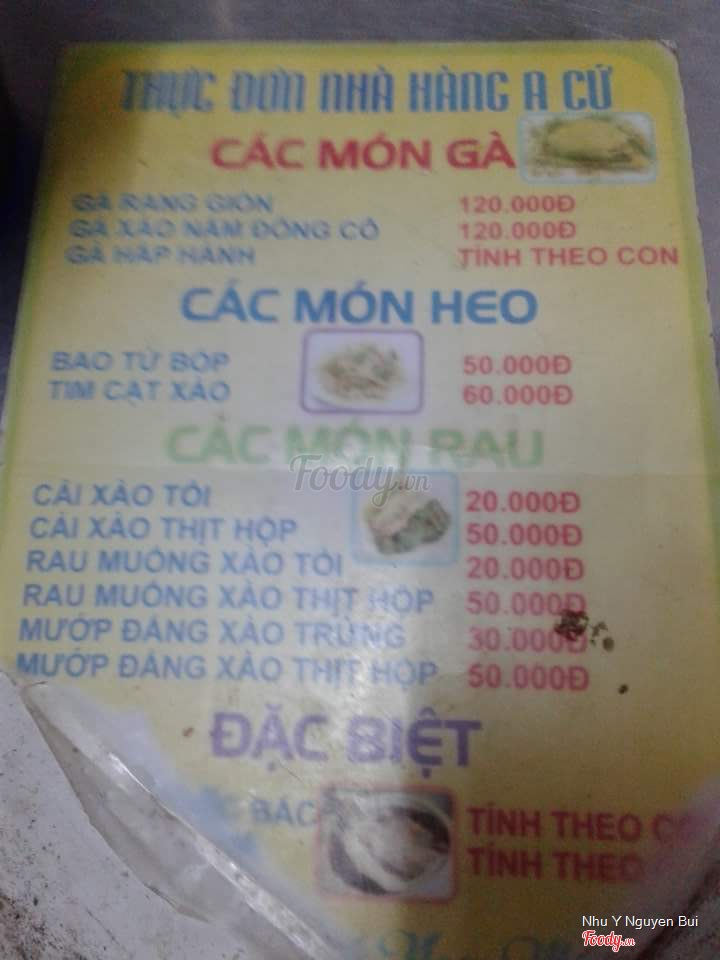 THỰC ĐƠN NHÀ HÀNG A CỨ
CÁC MÓN GÀ
GÀ RANG GIÒN 120.000Đ
GÀ XÀO NẤM ĐÔNG CÔ 120.000Đ
GÀ HẤP HÀNH TÍNH THEO CON
CÁC MÓN HEO
BAO TỬ BÓP 50.000Đ
TIM CẬT XÀO 60.000Đ
CÁC MÓN RAU
Foody.vn
CẢI XÀO TỎI 20.000Đ
CẢI XÀO THỊT HỘP 50.000Đ
RAU MUỐNG XÀO TỎI 20.000Đ
RAU MUỐNG XÀO THỊT HỘP 50.000Đ
MƯỚP ĐẮNG XÀO TRỨNG 30.000Đ
MƯỚP ĐẮNG XÀO THỊT HỘP 50.000Đ
ĐẶC BIỆT
BÁC TÍNH THEO
TÍNH THEO
Nhu Y Nguyen Bui
Foody.vn